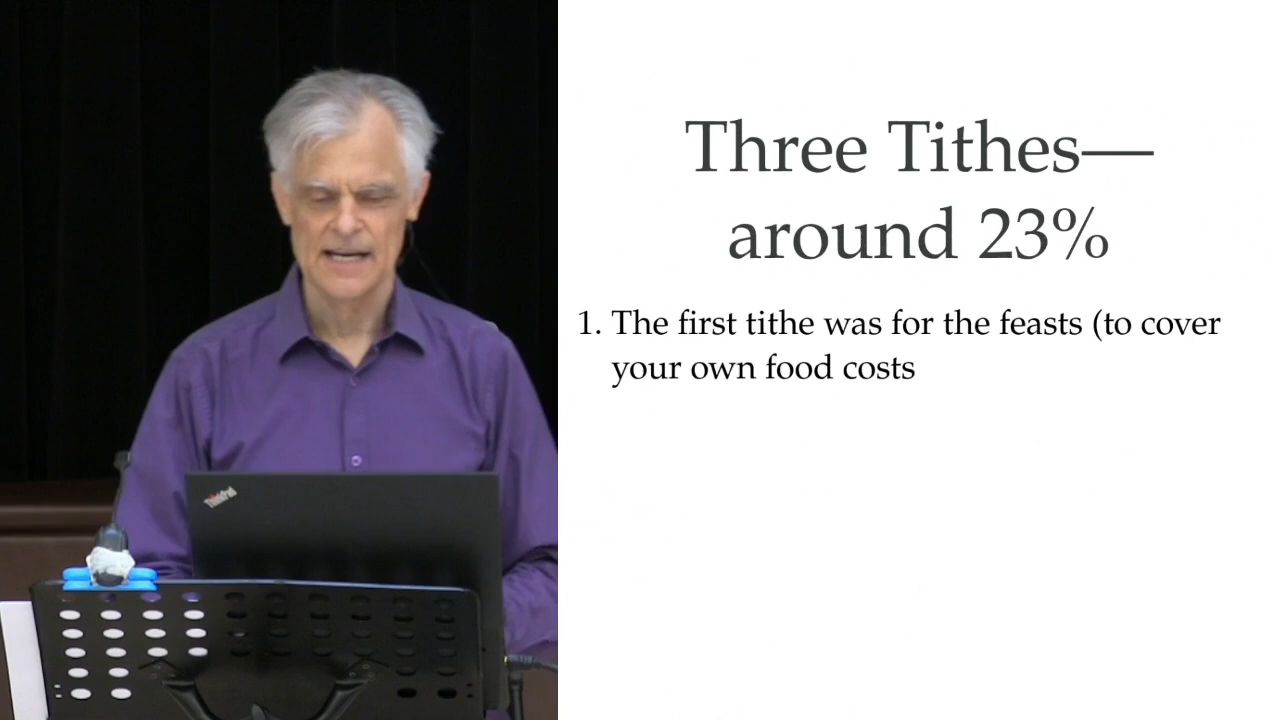 Three Tithes—
around 23%
1. The first tithe was for the feasts (to cover
your own food costs
ThinkPad